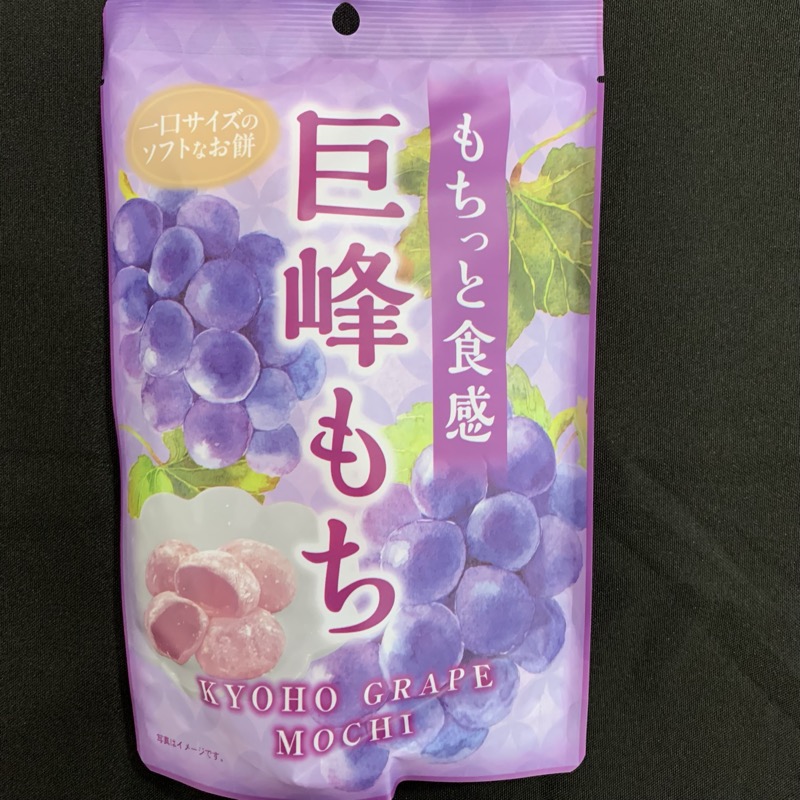 一口サイズの
ソフトなお餅
もちっと食感
巨峰もち
KYOHO GRAPE
MOCHI
写真はイメージです。